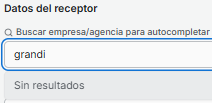 Datos del receptor
Buscar empresa/agencia para autocompletar
grandi
Sin resultados